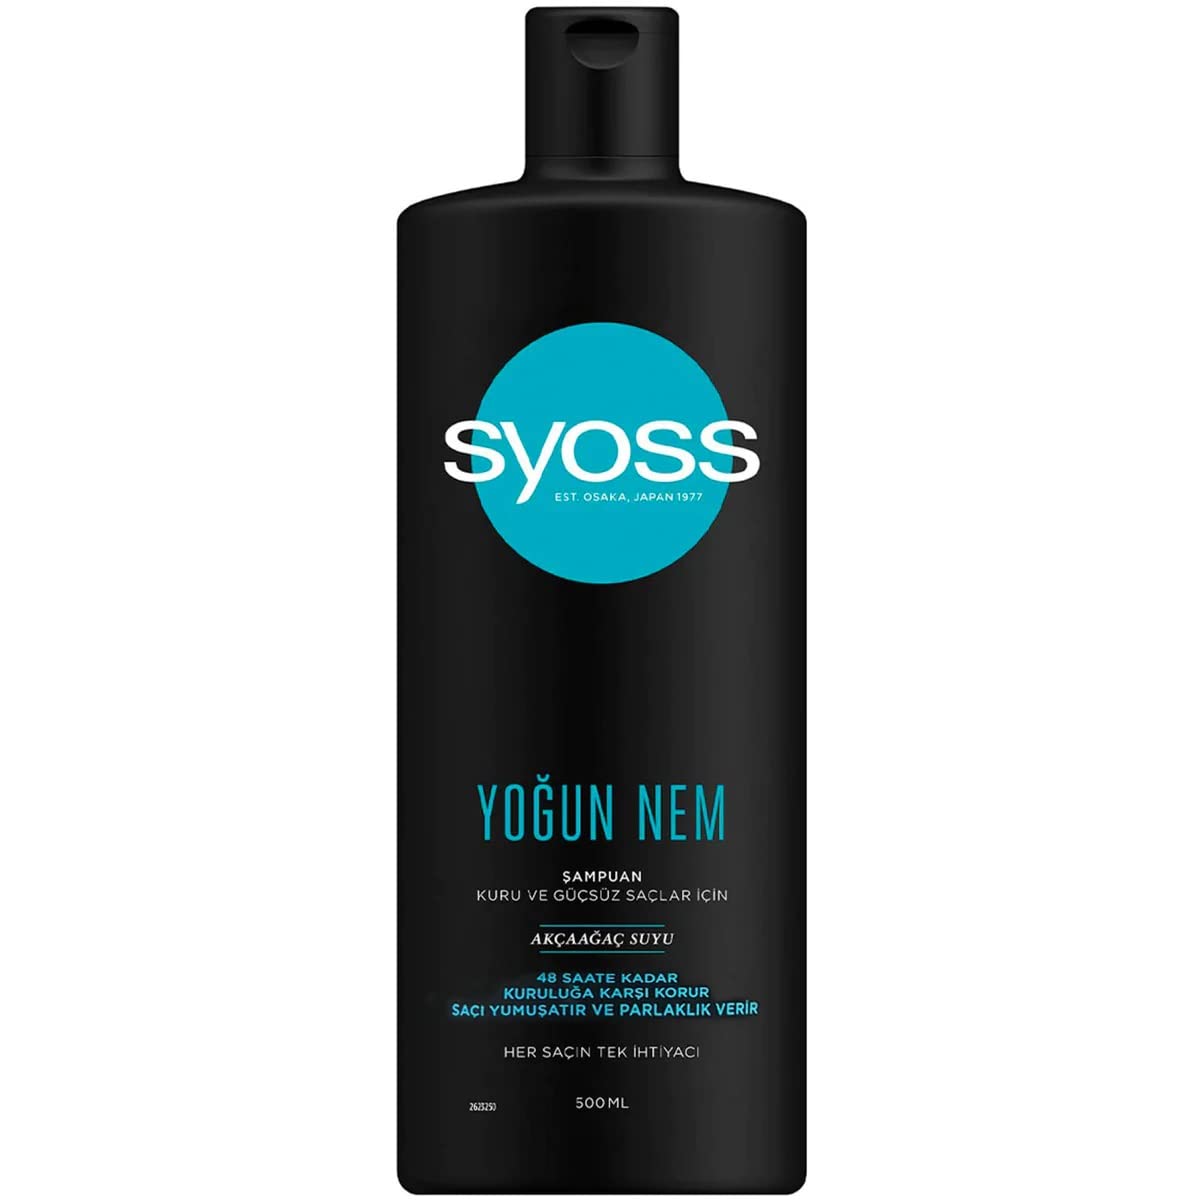 SYOSS
EST. OSAKA, JAPAN 1977
YOĞUN NEM
ŞAMPUAN
KURU VE GÜÇSÜZ SAÇLAR İÇİN
AKÇAAĞAÇ SUYU
48 SAATE KADAR
KURULUĞA KARŞI KORUR
SAÇI YUMUŞATIR VE PARLAKLIK VERİR
HER SAÇIN TEK İHTİYACI
2623250
500ML